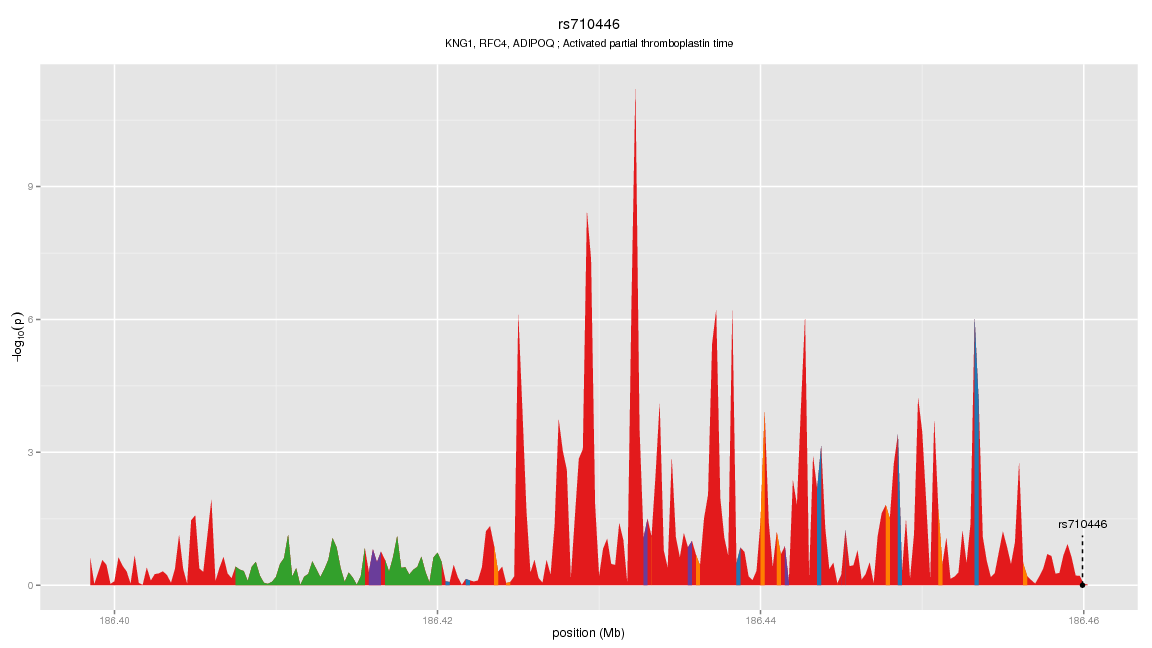 rs710446
KNG1, RFC4, ADIPOQ ; Activated partial thromboplastin time
9
6
3
0
−log10(p)
rs710446
186.40
186.42
186.44
186.46
position (Mb)